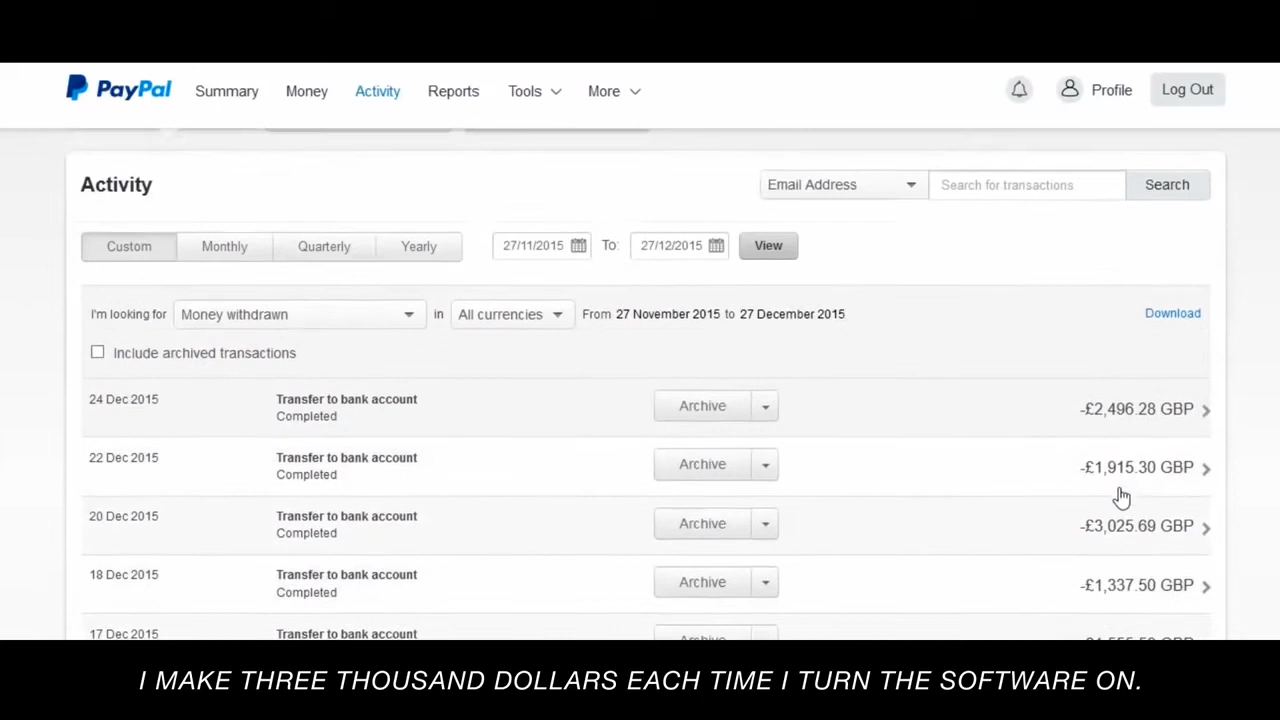 PayPal Summary Money Activity Reports Tools More Profile Log Out
Activity Email Address Search for transactions Search
Custom Monthly Quarterly Yearly 27/11/2015 To: 27/12/2015 View
I'm looking for Money withdrawn in All currencies From 27 November 2015 to 27 December 2015 Download
Include archived transactions
24 Dec 2015 Transfer to bank account Archive -£2,496.28 GBP
Completed
22 Dec 2015 Transfer to bank account Archive -£1,915.30 GBP
Completed
20 Dec 2015 Transfer to bank account Archive -£3,025.69 GBP
Completed
18 Dec 2015 Transfer to bank account Archive -£1,337.50 GBP
Completed
17 Dec 2015 Transfer to bank account Archive
I MAKE THREE THOUSAND DOLLARS EACH TIME I TURN THE SOFTWARE ON.